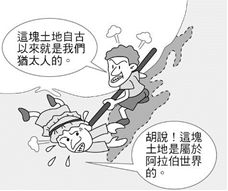 這塊土地自古
以來就是我們
猶太人的。
胡說！這塊
土地是屬於
阿拉伯世界
的。